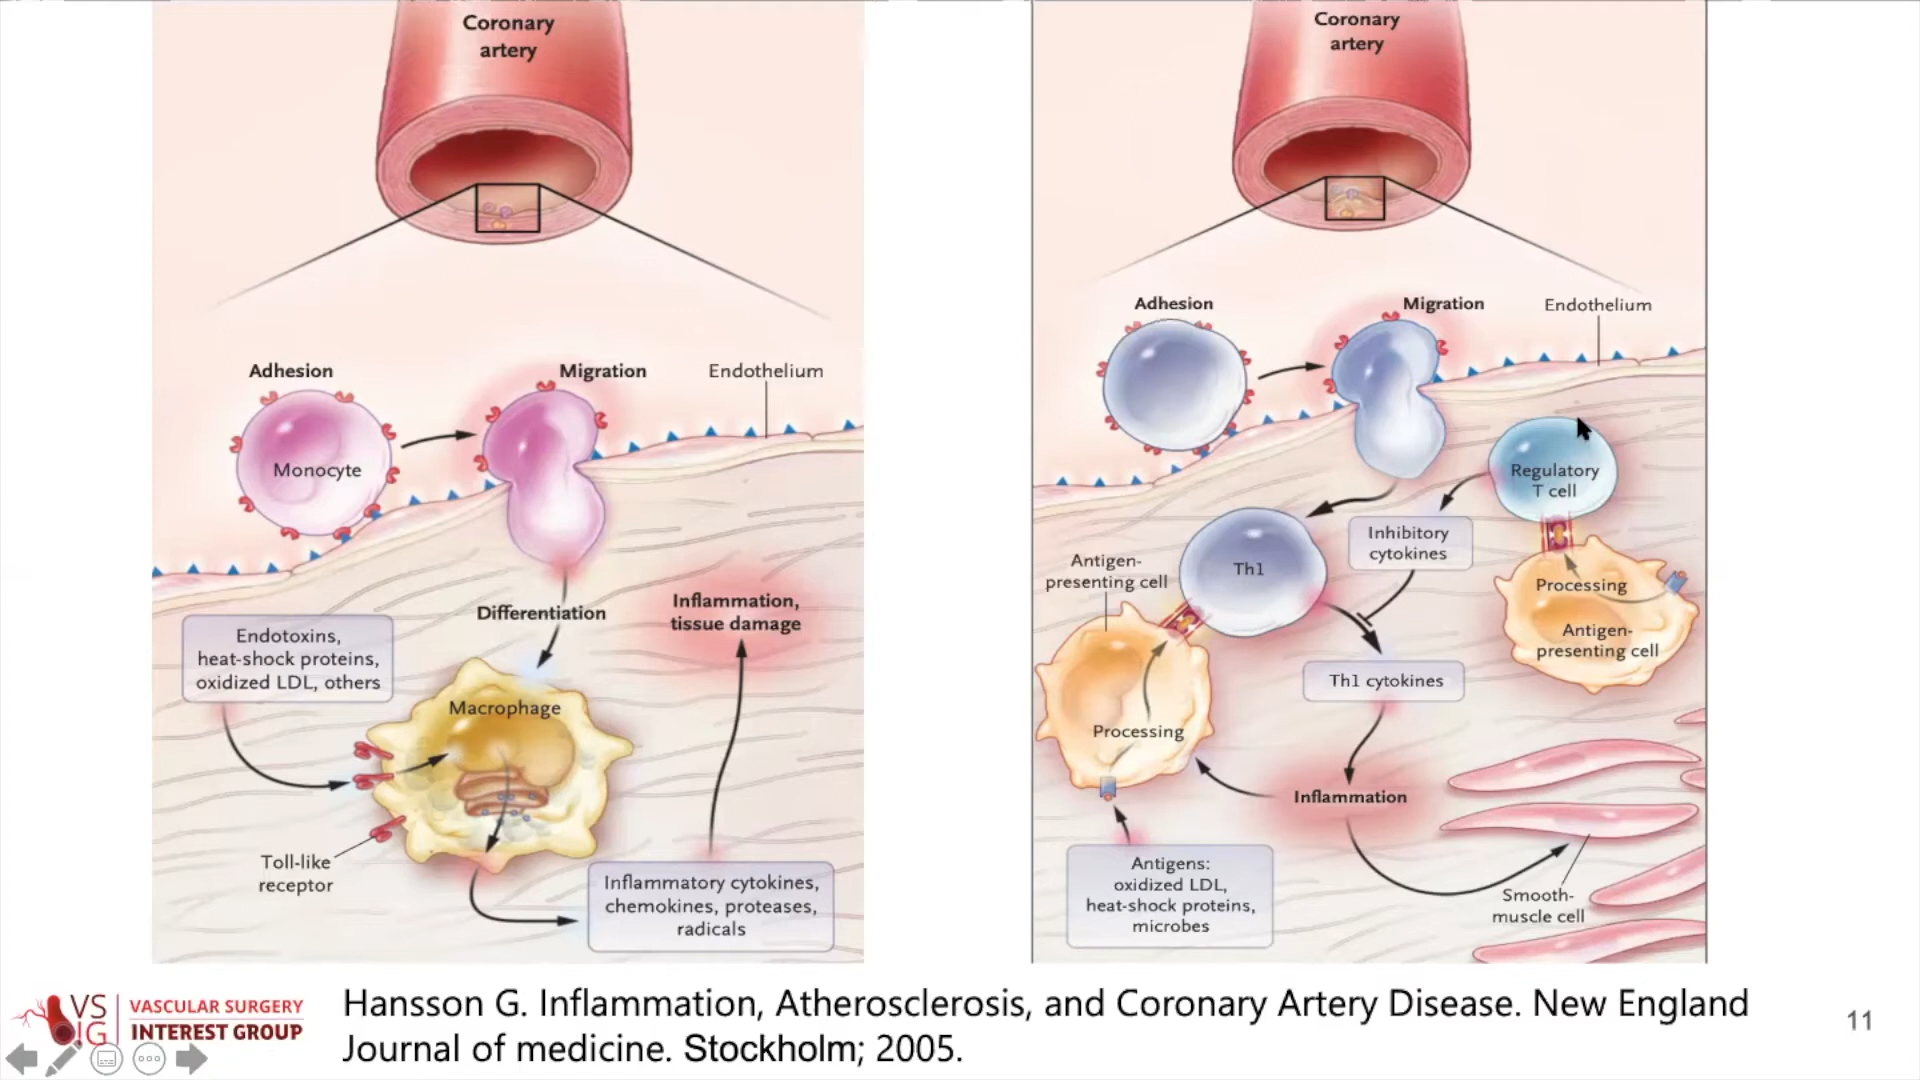 Coronary
artery
Adhesion
Migration
Endothelium
Monocyte
Differentiation
Inflammation,
tissue damage
Endotoxins,
heat-shock proteins,
oxidized LDL, others
Macrophage
Toll-like
receptor
Inflammatory cytokines,
chemokines, proteases,
radicals
Coronary
artery
Adhesion
Migration
Endothelium
Regulatory
T cell
Inhibitory
cytokines
Antigen-
presenting cell
Th1
Processing
Antigen-
presenting cell
Th1 cytokines
Processing
Inflammation
Antigens:
oxidized LDL,
heat-shock proteins,
microbes
Smooth-
muscle cell
VS
IG
VASCULAR SURGERY
INTEREST GROUP
Hansson G. Inflammation, Atherosclerosis, and Coronary Artery Disease. New England
Journal of medicine. Stockholm; 2005.
11